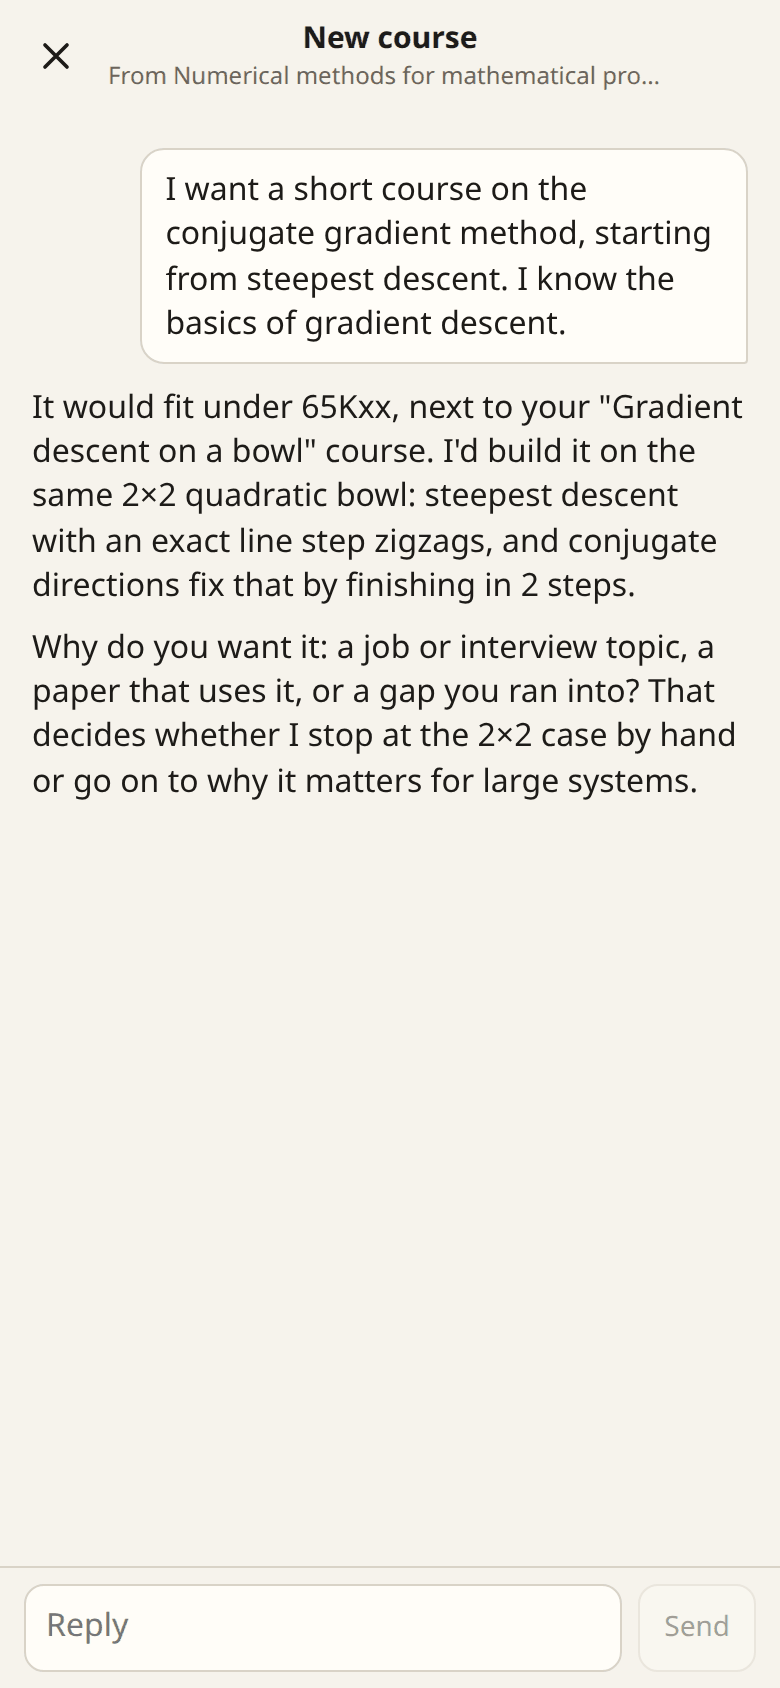 New course
From Numerical methods for mathematical pro...
I want a short course on the
conjugate gradient method, starting
from steepest descent. I know the
basics of gradient descent.
It would fit under 65Kxx, next to your "Gradient
descent on a bowl" course. I'd build it on the
same 2×2 quadratic bowl: steepest descent
with an exact line step zigzags, and conjugate
directions fix that by finishing in 2 steps.
Why do you want it: a job or interview topic, a
paper that uses it, or a gap you ran into? That
decides whether I stop at the 2×2 case by hand
or go on to why it matters for large systems.
Reply
Send